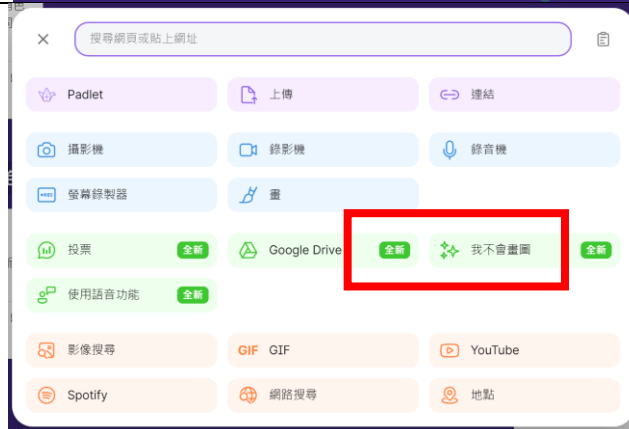 搜尋網頁或貼上網址
Padlet 上傳 連結
攝影機 錄影機 錄音機
螢幕錄製器 畫
投票 全新 Google Drive 全新 我不會畫圖 全新
使用語音功能 全新
影像搜尋 GIF GIF YouTube
Spotify 網路搜尋 地點